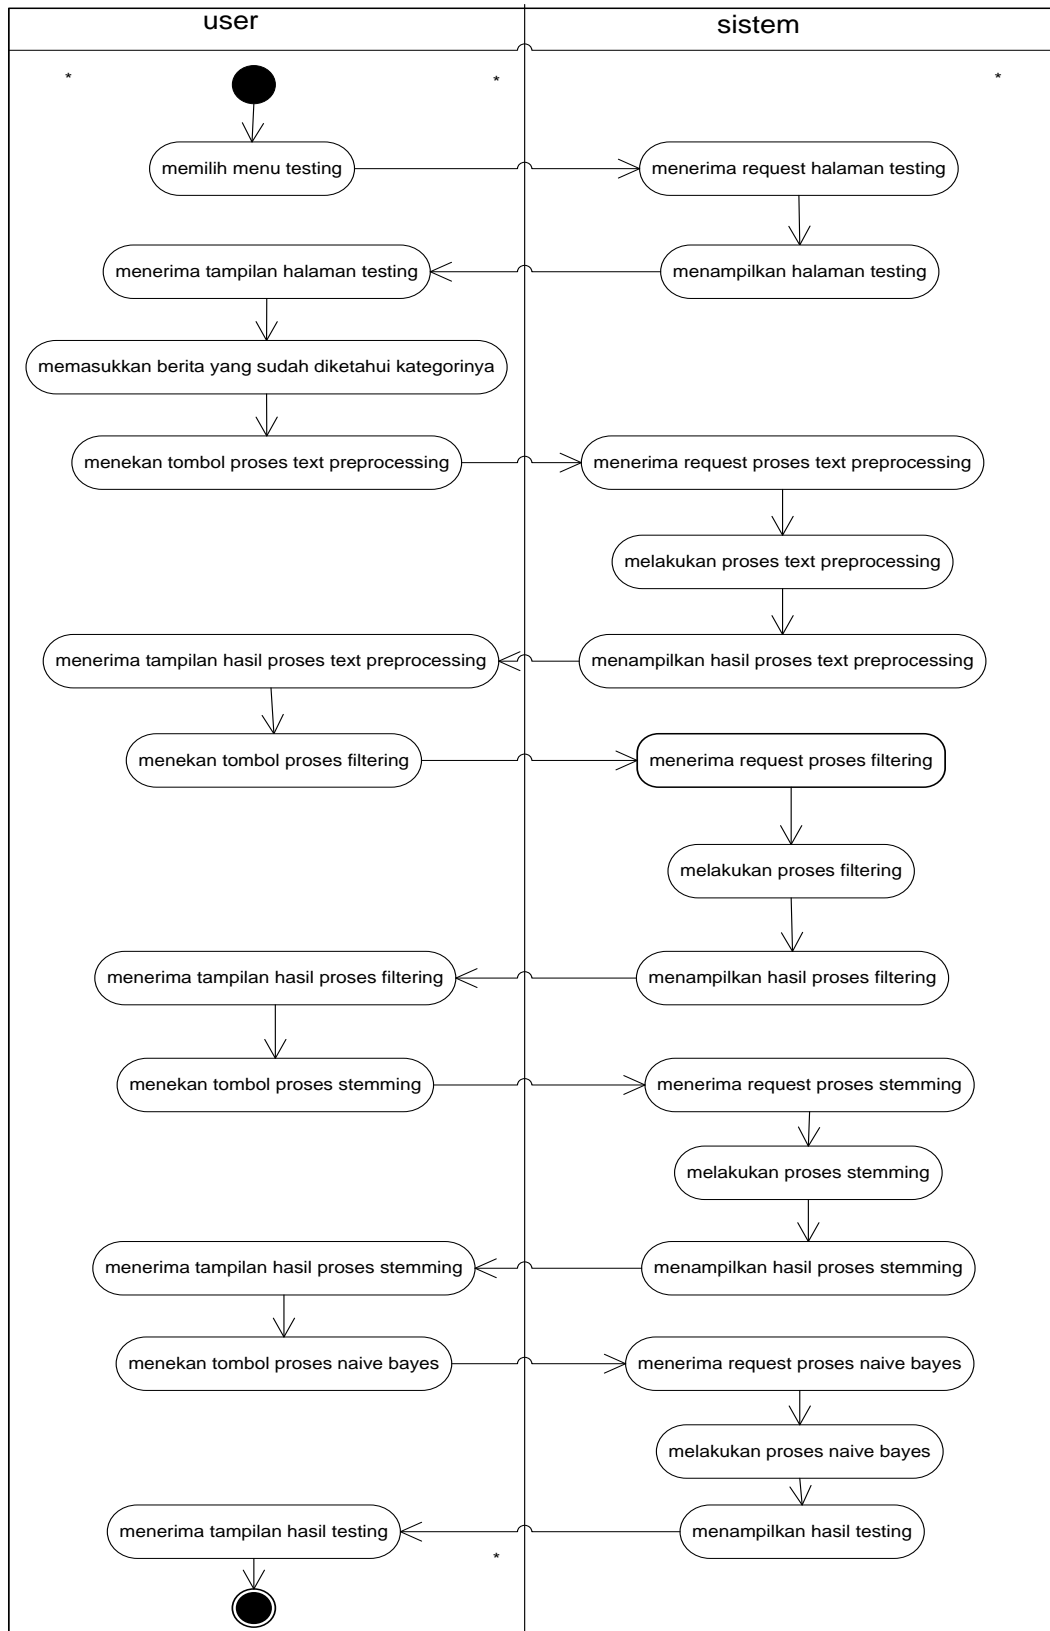 user
sistem
*
*
*
memilih menu testing
menerima request halaman testing
menerima tampilan halaman testing
menampilkan halaman testing
memasukkan berita yang sudah diketahui kategorinya
menekan tombol proses text preprocessing
menerima request proses text preprocessing
melakukan proses text preprocessing
menerima tampilan hasil proses text preprocessing
menampilkan hasil proses text preprocessing
menekan tombol proses filtering
menerima request proses filtering
melakukan proses filtering
menerima tampilan hasil proses filtering
menampilkan hasil proses filtering
menekan tombol proses stemming
menerima request proses stemming
melakukan proses stemming
menerima tampilan hasil proses stemming
menampilkan hasil proses stemming
menekan tombol proses naive bayes
menerima request proses naive bayes
melakukan proses naive bayes
menerima tampilan hasil testing
menampilkan hasil testing
*